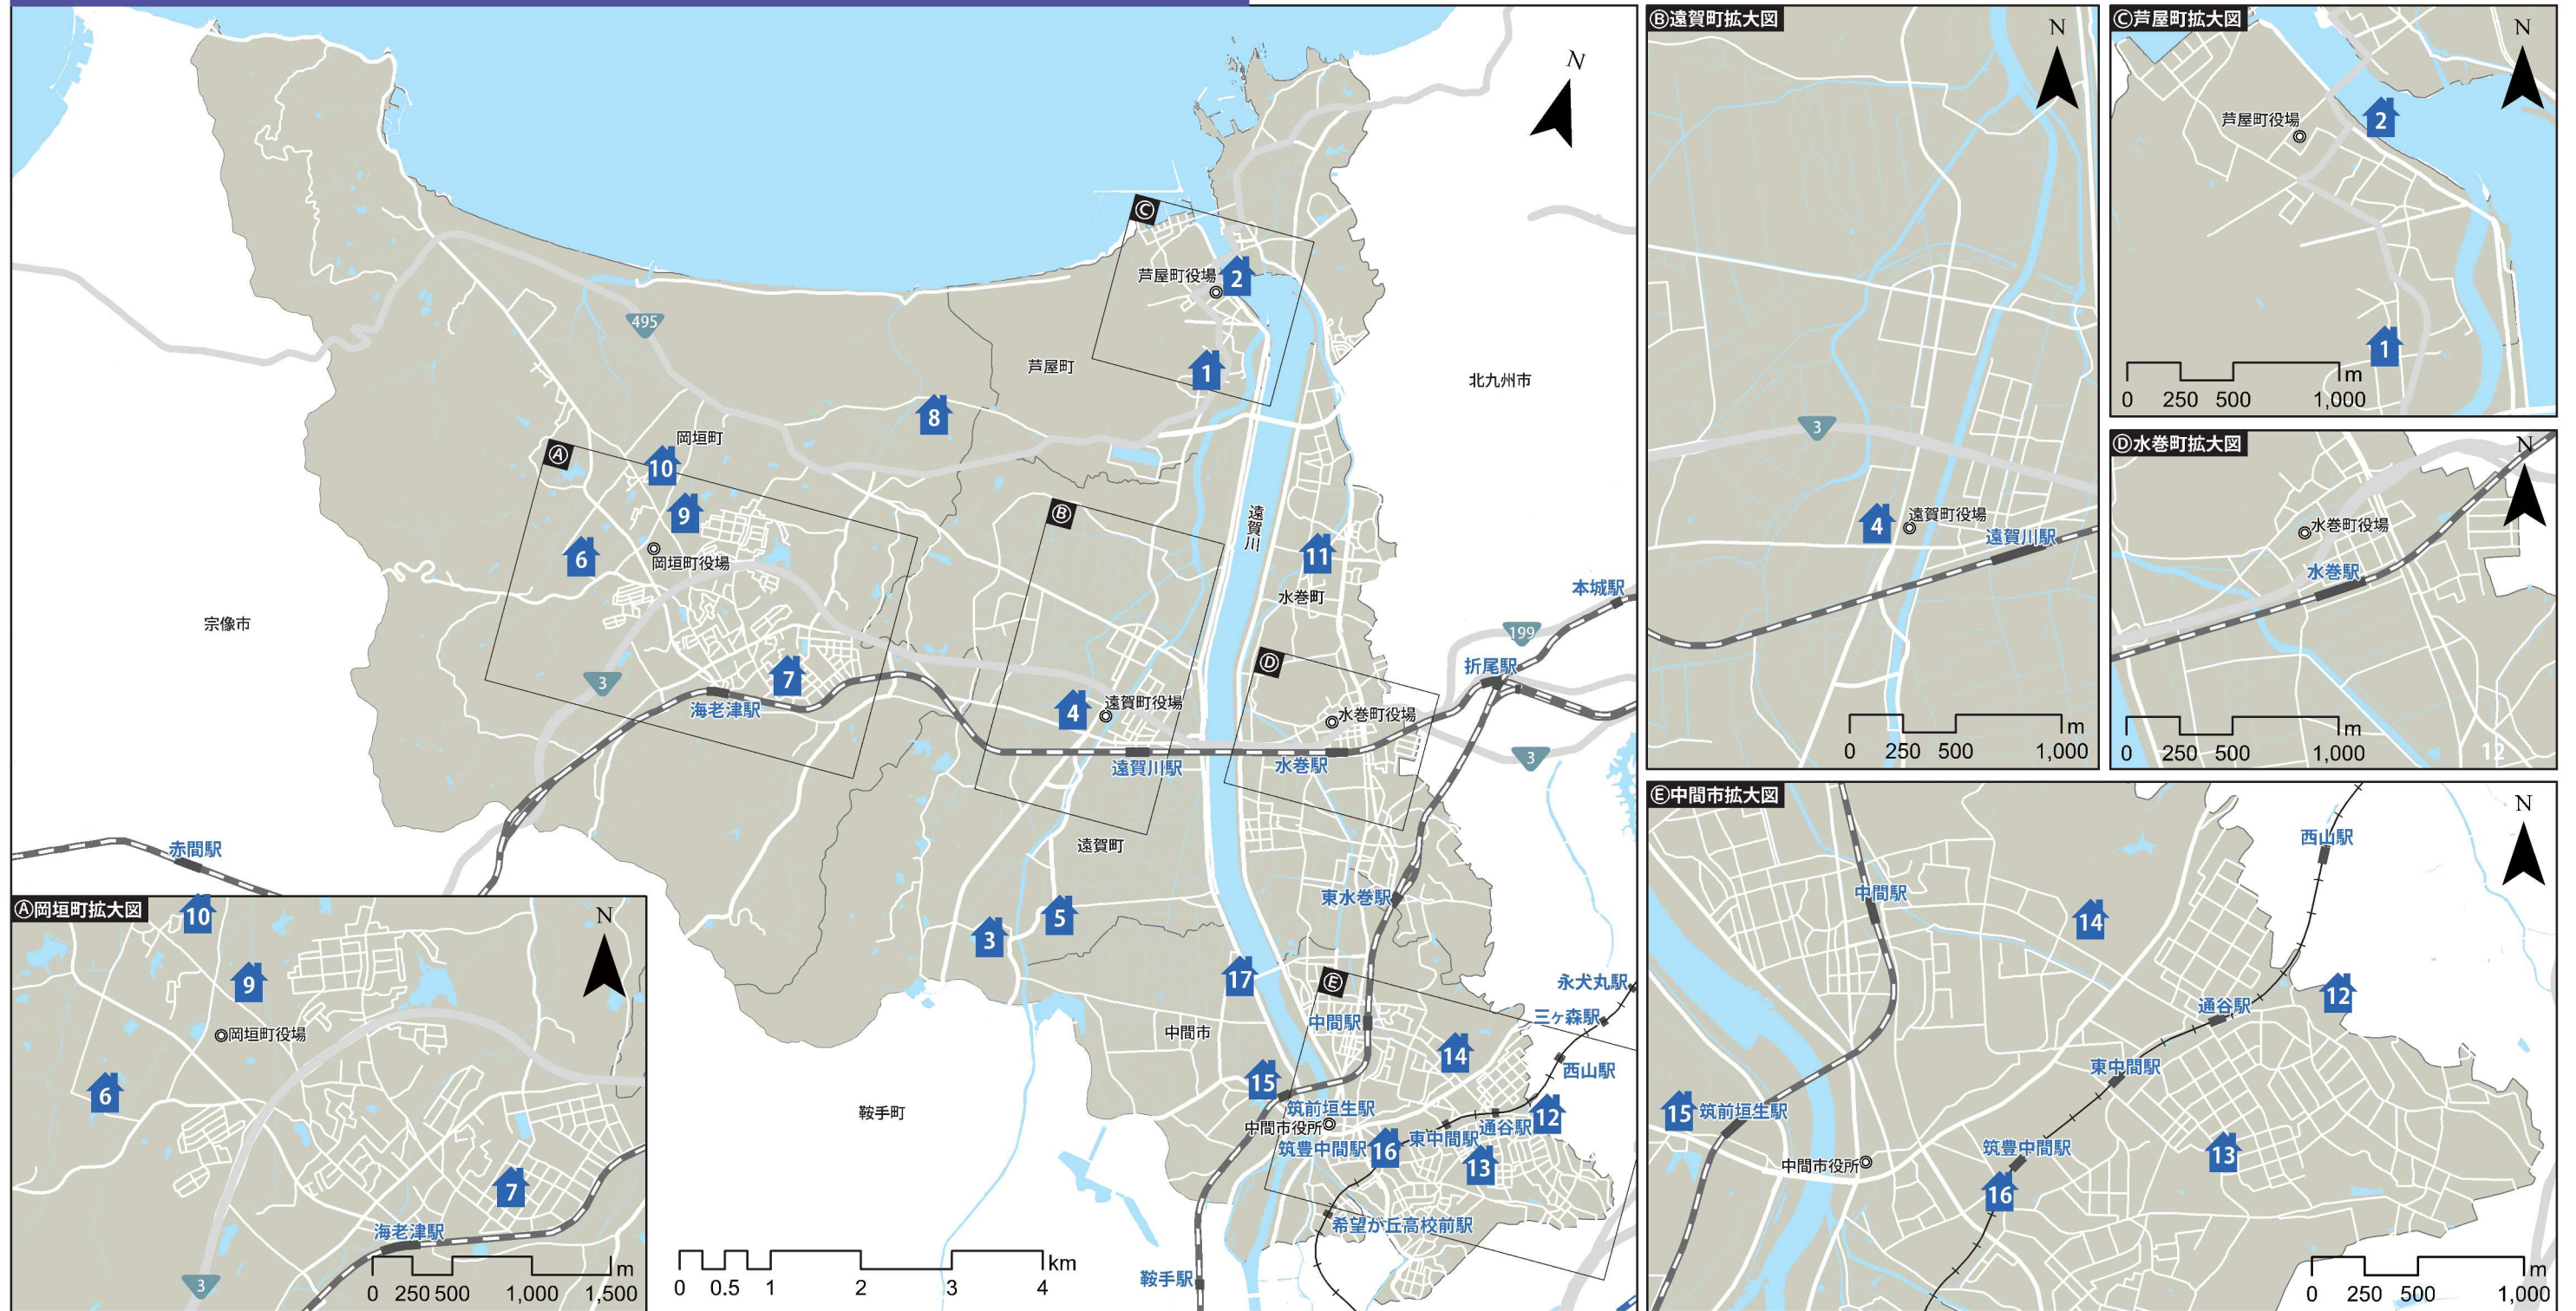 N
C
芦屋町役場
2
495
芦屋町
1
北九州市
8
A
岡垣町
10
B
9
遠賀川
6
岡垣町役場
11
水巻町
本城駅
宗像市
199
D
折尾駅
7
3
海老津駅
4
遠賀町役場
水巻町役場
遠賀川駅
水巻駅
3
遠賀町
赤間駅
東水巻駅
5
3
17
E
永犬丸駅
三ヶ森駅
中間市
中間駅
14
西山駅
15
鞍手町
筑前垣生駅
12
中間市役所
通谷駅
東中間駅
筑豊中間駅
16
13
希望が丘高校前駅
鞍手駅
0 0.5 1 2 3 4 km
Ⓐ岡垣町拡大図
N
10
9
岡垣町役場
6
7
海老津駅
3
0 250 500 1,000 1,500 m
Ⓑ遠賀町拡大図
N
3
4
遠賀町役場
遠賀川駅
0 250 500 1,000 m
Ⓒ芦屋町拡大図
N
芦屋町役場
2
1
0 250 500 1,000 m
Ⓓ水巻町拡大図
N
水巻町役場
水巻駅
12
0 250 500 1,000 m
Ⓔ中間市拡大図
N
西山駅
中間駅
14
12
通谷駅
東中間駅
15
筑前垣生駅
筑豊中間駅
13
中間市役所
16
0 250 500 1,000 m